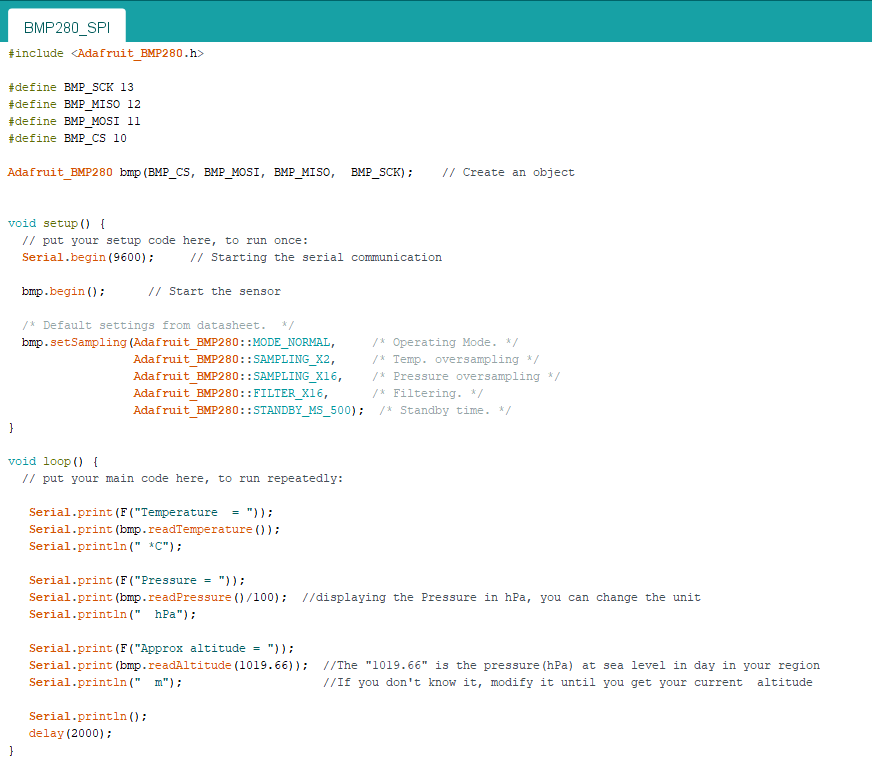 BMP280_SPI
#include <Adafruit_BMP280.h>
#define BMP_SCK 13
#define BMP_MISO 12
#define BMP_MOSI 11
#define BMP_CS 10
Adafruit_BMP280 bmp(BMP_CS, BMP_MOSI, BMP_MISO,  BMP_SCK);    // Create an object
void setup() {
  // put your setup code here, to run once:
  Serial.begin(9600);     // Starting the serial communication
  bmp.begin();      // Start the sensor
  /* Default settings from datasheet.  */
  bmp.setSampling(Adafruit_BMP280::MODE_NORMAL,     /* Operating Mode. */
                  Adafruit_BMP280::SAMPLING_X2,     /* Temp. oversampling */
                  Adafruit_BMP280::SAMPLING_X16,    /* Pressure oversampling */
                  Adafruit_BMP280::FILTER_X16,      /* Filtering. */
                  Adafruit_BMP280::STANDBY_MS_500);  /* Standby time. */
}
void loop() {
  // put your main code here, to run repeatedly:
   Serial.print(F("Temperature  = "));
   Serial.print(bmp.readTemperature());
   Serial.println(" *C");
   Serial.print(F("Pressure = "));
   Serial.print(bmp.readPressure()/100);  //displaying the Pressure in hPa, you can change the unit
   Serial.println("  hPa");
   Serial.print(F("Approx altitude = "));
   Serial.print(bmp.readAltitude(1019.66));  //The "1019.66" is the pressure(hPa) at sea level in day in your region
   Serial.println("  m");                    //If you don't know it, modify it until you get your current  altitude
   Serial.println();
   delay(2000);
}